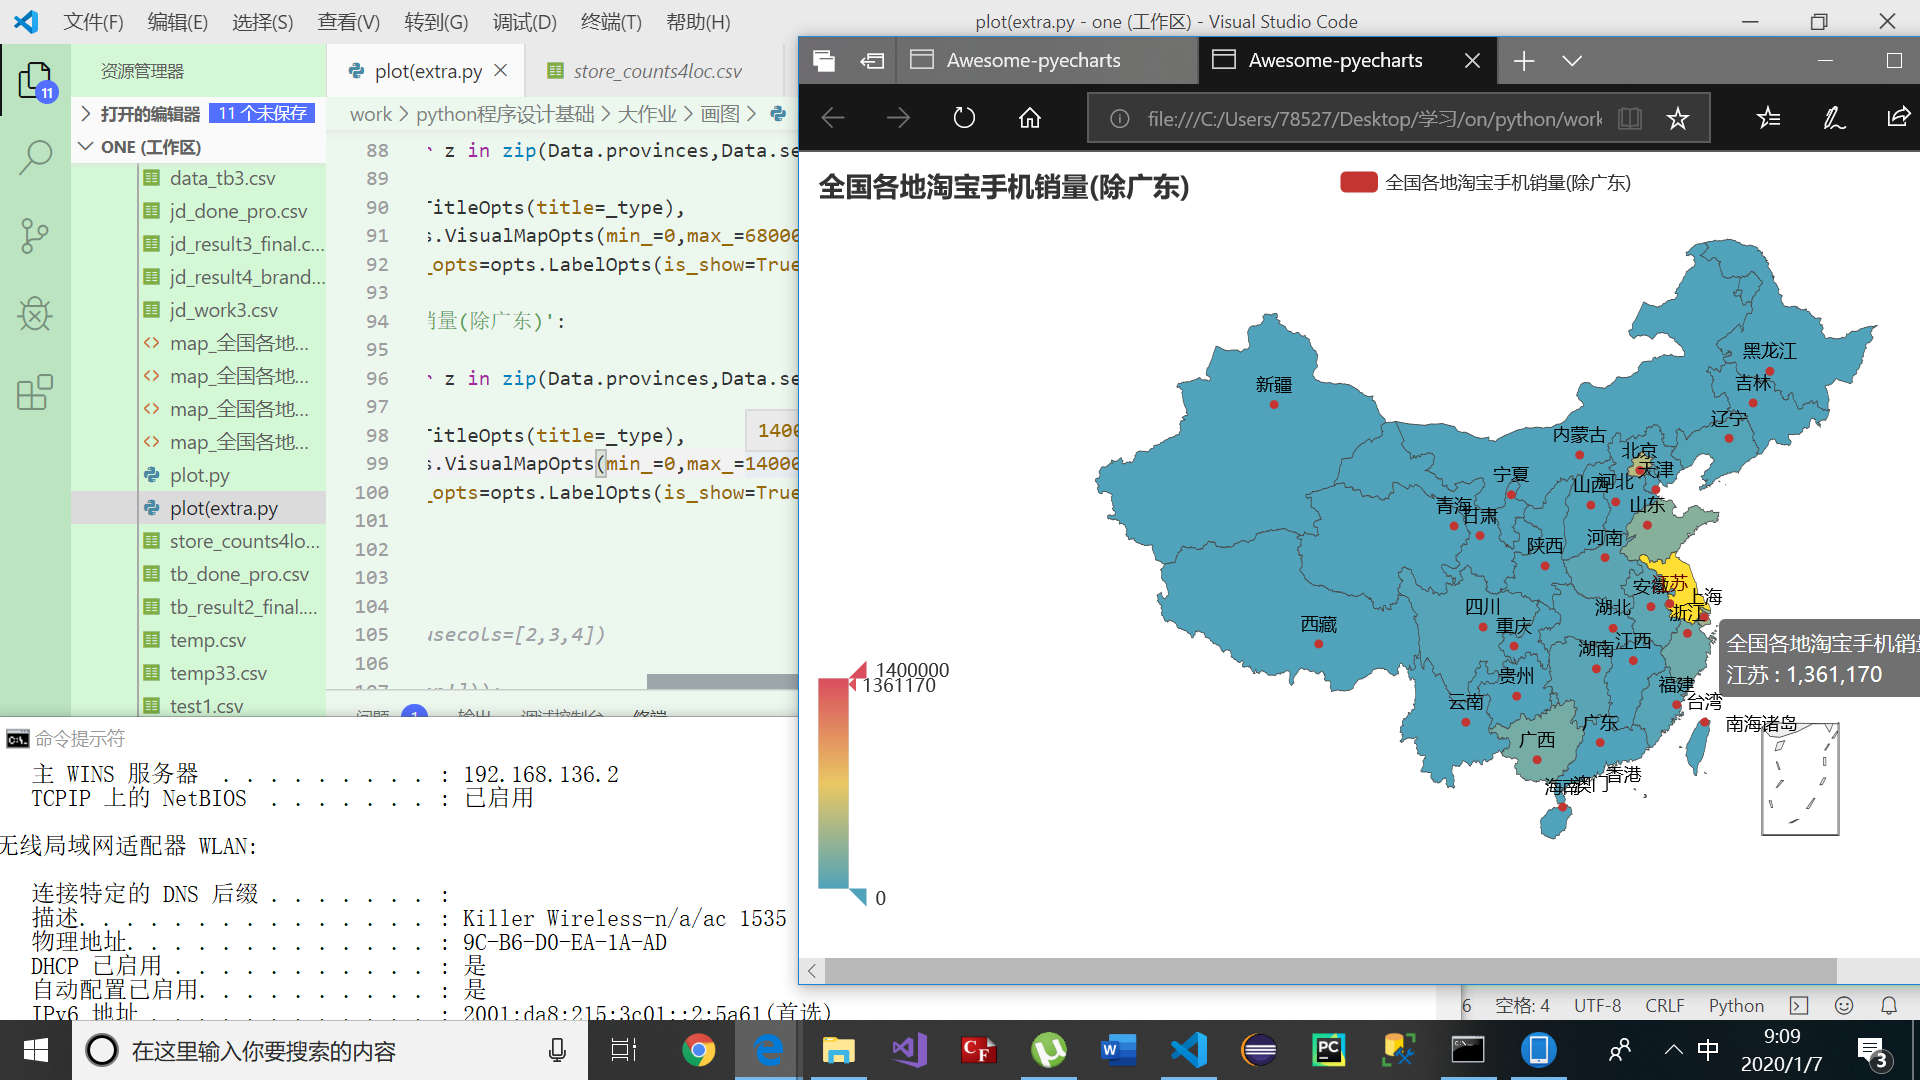 文件(F) 编辑(E) 选择(S) 查看(V) 转到(G) 调试(D) 终端(T) 帮助(H)
plot(extra.py - one (工作区) - Visual Studio Code
资源管理器
11
打开的编辑器 11 个未保存
ONE (工作区)
data_tb3.csv
jd_done_pro.csv
jd_result3_final.c...
jd_result4_brand...
jd_work3.csv
map_全国各地...
map_全国各地...
map_全国各地...
map_全国各地...
plot.py
plot(extra.py
store_counts4lo...
tb_done_pro.csv
tb_result2_final....
temp.csv
temp33.csv
test1.csv
plot(extra.py
store_counts4loc.csv
work > python程序设计基础 > 大作业 > 画图 >
88 z in zip(Data.provinces,Data.se
89
90 TitleOpts(title=_type),
91 s.VisualMapOpts(min_=0,max_=68000
92 _opts=opts.LabelOpts(is_show=True
93
94 销量(除广东)':
95
96 z in zip(Data.provinces,Data.se
97
98 TitleOpts(title=_type),
1400
99 s.VisualMapOpts(min_=0,max_=14000
100 _opts=opts.LabelOpts(is_show=True
101
102
103
104
105 usecols=[2,3,4])
106
1
Awesome-pyecharts
Awesome-pyecharts
file:///C:/Users/78527/Desktop/学习/on/python/work
全国各地淘宝手机销量(除广东)
全国各地淘宝手机销量(除广东)
黑龙江
吉林
辽宁
新疆
内蒙古
北京
天津
宁夏
山西
河北
青海
甘肃
山东
陕西
河南
安徽
江苏
上海
四川
湖北
浙江
西藏
重庆
湖南
江西
贵州
福建
云南
台湾
广东
广西
南海诸岛
海南
澳门
香港
全国各地淘宝手机销量
江苏 : 1,361,170
1400000
1361170
0
命令提示符
主 WINS 服务器 . . . . . . . . . : 192.168.136.2
TCPIP 上的 NetBIOS . . . . . . . : 已启用
无线局域网适配器 WLAN:
连接特定的 DNS 后缀 . . . . . . . :
描述. . . . . . . . . . . . . . . : Killer Wireless-n/a/ac 1535
物理地址. . . . . . . . . . . . . : 9C-B6-D0-EA-1A-AD
DHCP 已启用 . . . . . . . . . . . : 是
自动配置已启用. . . . . . . . . . : 是
IPv6 地址 . . . . . . . . . . . . : 2001:da8:215:3c01::2:5a61(首选)
6 空格: 4 UTF-8 CRLF Python
在这里输入你要搜索的内容
中
9:09
2020/1/7
3